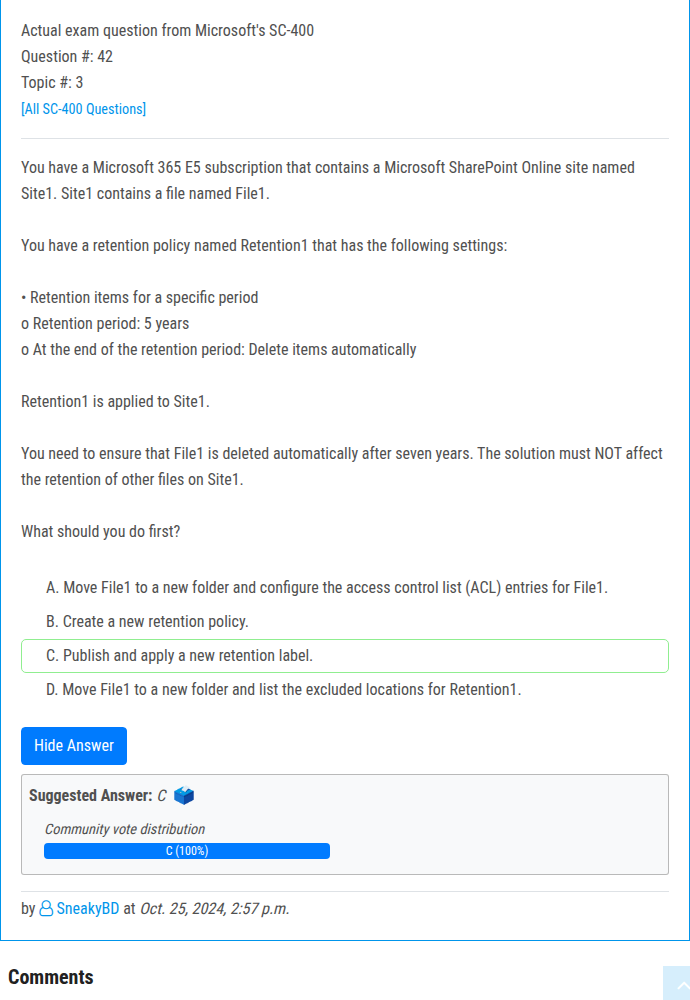 Actual exam question from Microsoft's SC-400
Question #: 42
Topic #: 3
[All SC-400 Questions]
You have a Microsoft 365 E5 subscription that contains a Microsoft SharePoint Online site named
Site1. Site1 contains a file named File1.
You have a retention policy named Retention1 that has the following settings:
• Retention items for a specific period
o Retention period: 5 years
o At the end of the retention period: Delete items automatically
Retention1 is applied to Site1.
You need to ensure that File1 is deleted automatically after seven years. The solution must NOT affect
the retention of other files on Site1.
What should you do first?
A. Move File1 to a new folder and configure the access control list (ACL) entries for File1.
B. Create a new retention policy.
C. Publish and apply a new retention label.
D. Move File1 to a new folder and list the excluded locations for Retention1.
Hide Answer
Suggested Answer: C
Community vote distribution
C (100%)
by SneakyBD at Oct. 25, 2024, 2:57 p.m.
Comments